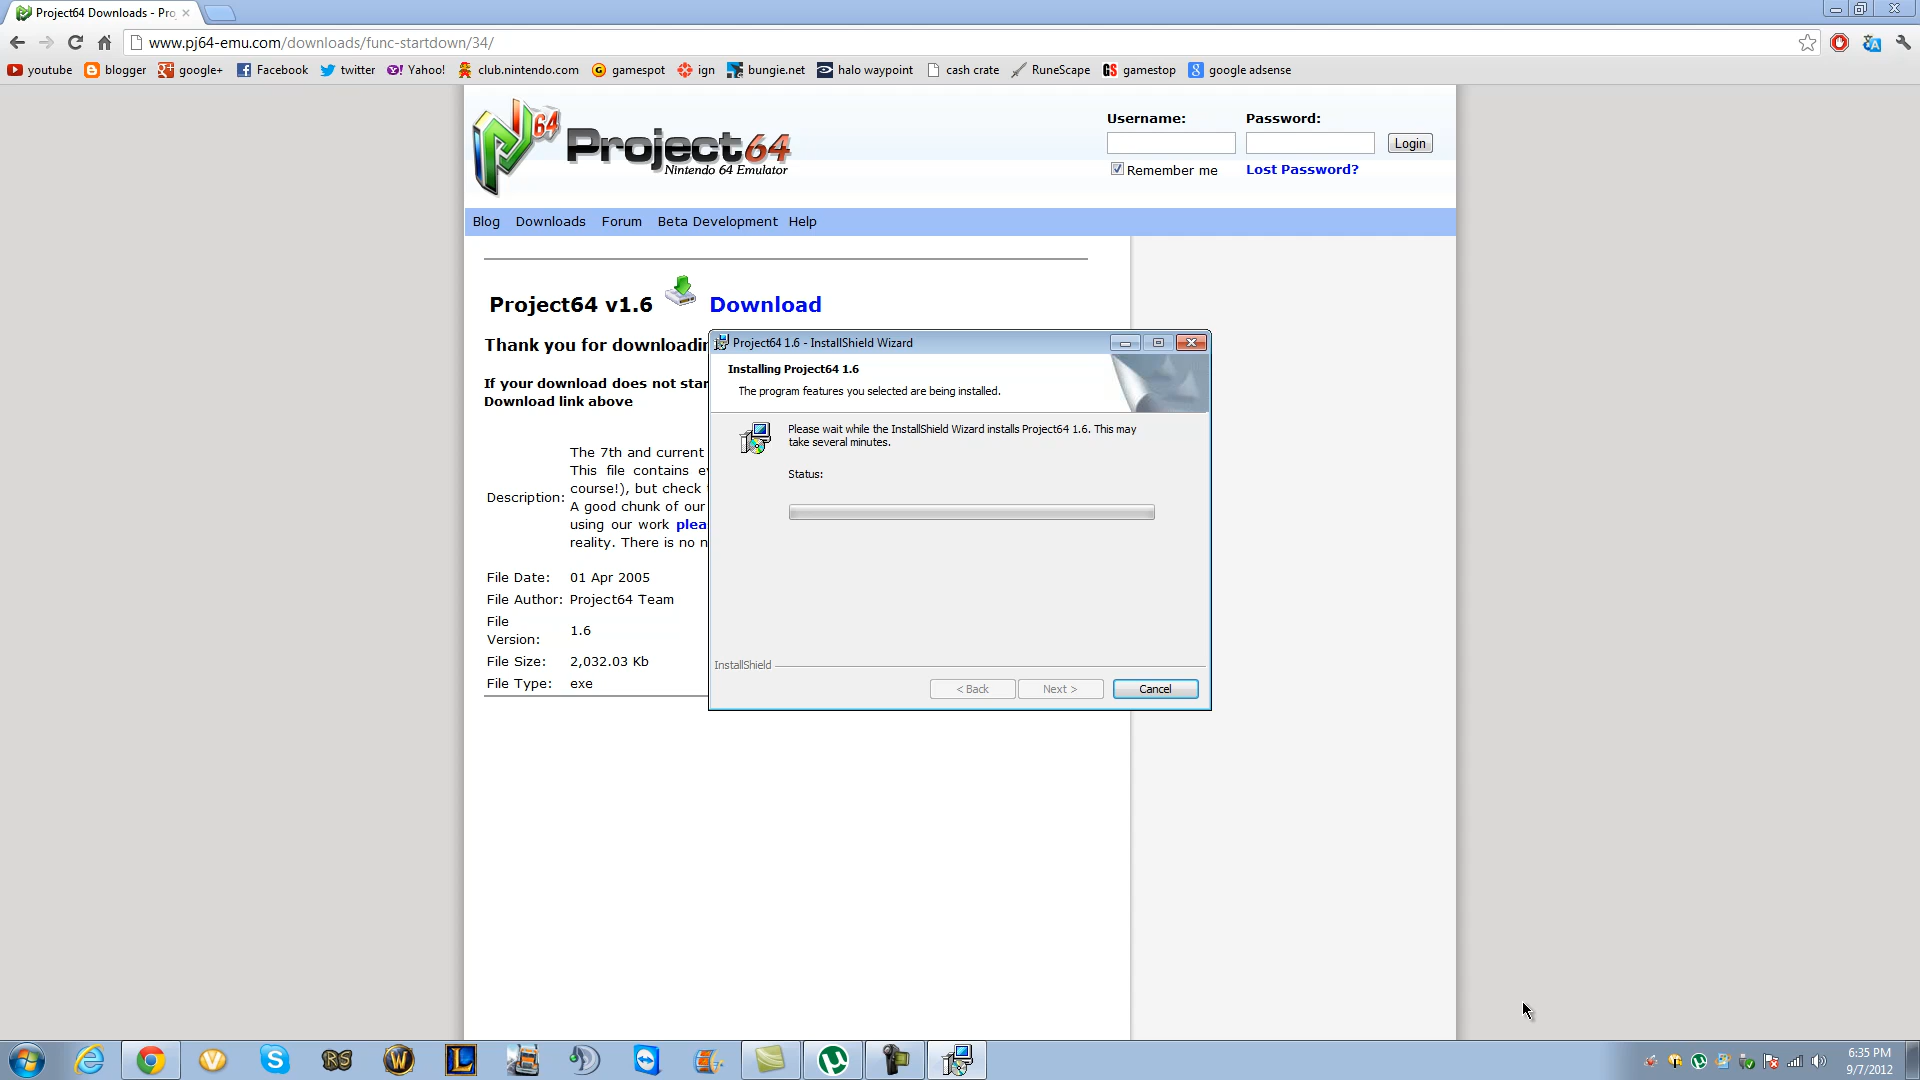 Project64 Downloads - Pro
www.pj64-emu.com/downloads/func-startdown/34/
youtube blogger google+ Facebook twitter Yahoo! club.nintendo.com gamespot ign bungie.net halo waypoint cash crate RuneScape GS gamestop google adsense
64 Project64
Nintendo 64 Emulator
Username: Password:
Login
Remember me Lost Password?
Blog Downloads Forum Beta Development Help
Project64 v1.6 Download
Thank you for downloadin
If your download does not star
Download link above
Description:
The 7th and current
This file contains ev
course!), but check
A good chunk of our
using our work plea
reality. There is no n
File Date: 01 Apr 2005
File Author: Project64 Team
File Version: 1.6
File Size: 2,032.03 Kb
File Type: exe
Project64 1.6 - InstallShield Wizard
Installing Project64 1.6
The program features you selected are being installed.
Please wait while the InstallShield Wizard installs Project64 1.6. This may
take several minutes.
Status:
InstallShield
< Back Next > Cancel
RS
6:35 PM
9/7/2012